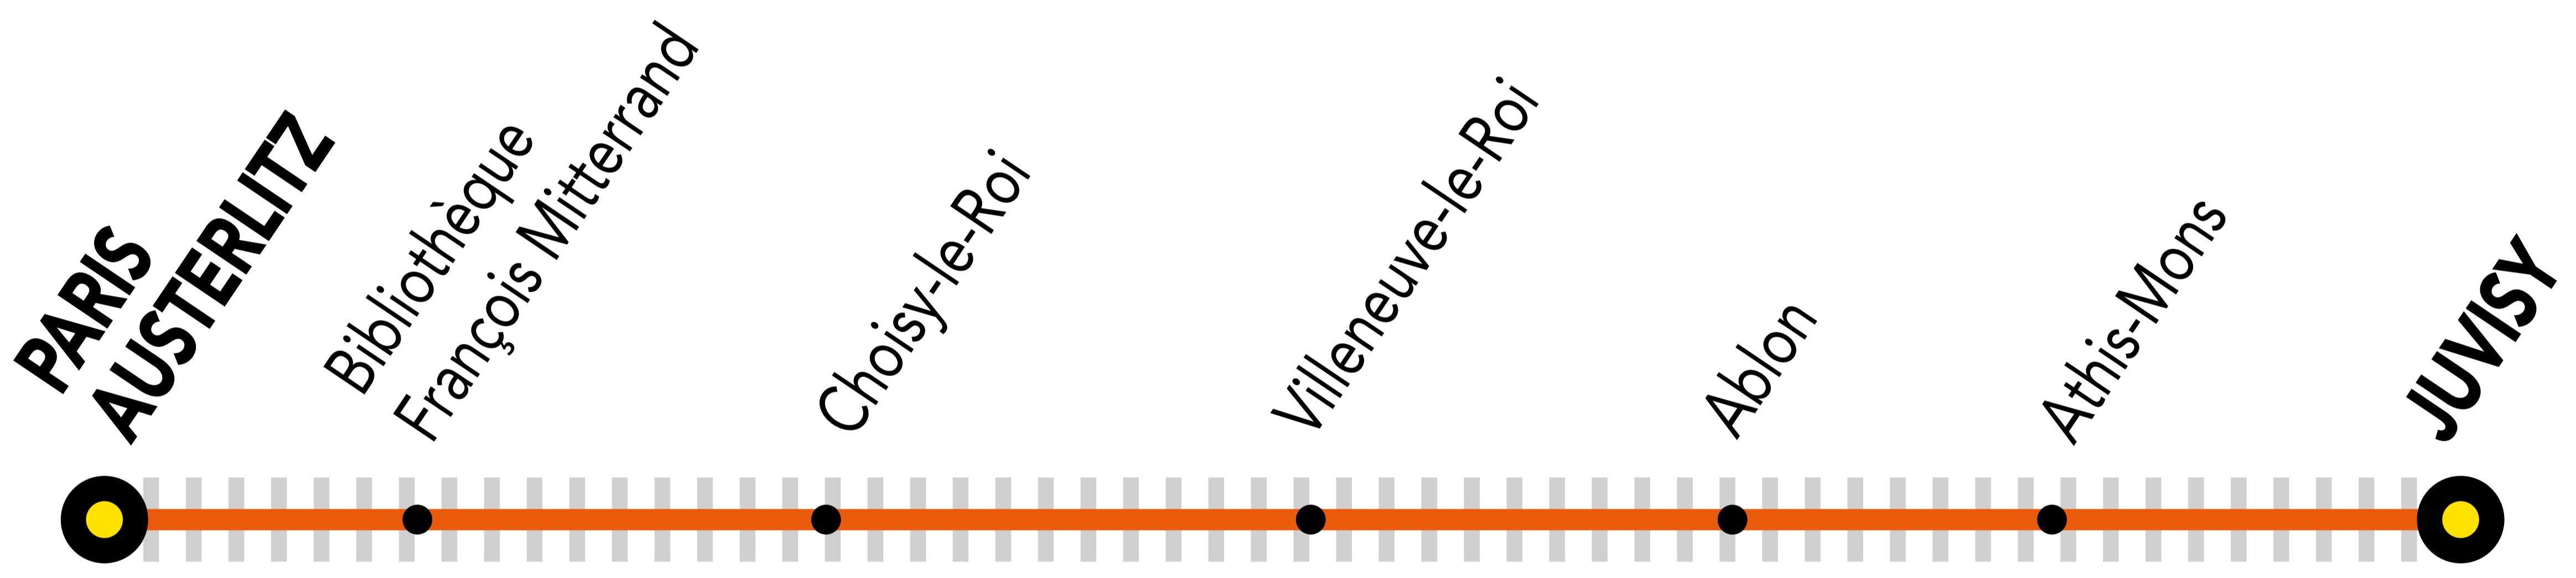 PARIS
AUSTERLITZ
Bibliothèque
François Mitterrand
Choisy-le-Roi
Villeneuve-le-Roi
Ablon
Athis-Mons
JUVISY